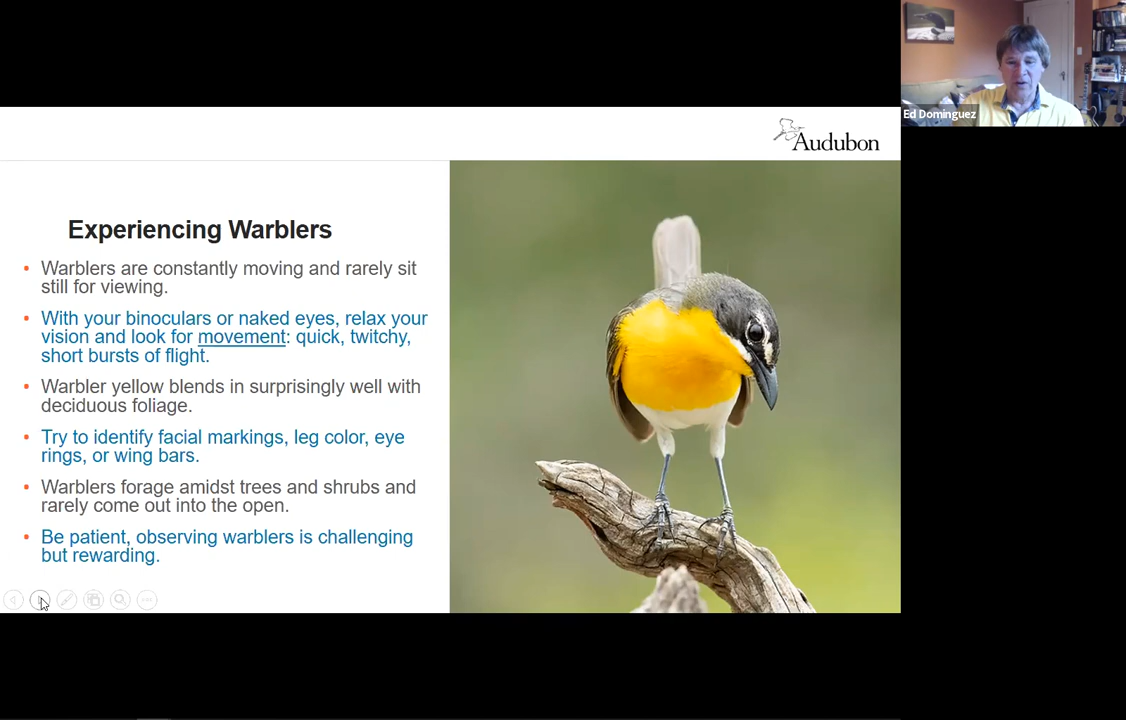 Ed Dominguez
Audubon
Experiencing Warblers
• Warblers are constantly moving and rarely sit
still for viewing.
• With your binoculars or naked eyes, relax your
vision and look for movement: quick, twitchy,
short bursts of flight.
• Warbler yellow blends in surprisingly well with
deciduous foliage.
• Try to identify facial markings, leg color, eye
rings, or wing bars.
• Warblers forage amidst trees and shrubs and
rarely come out into the open.
• Be patient, observing warblers is challenging
but rewarding.